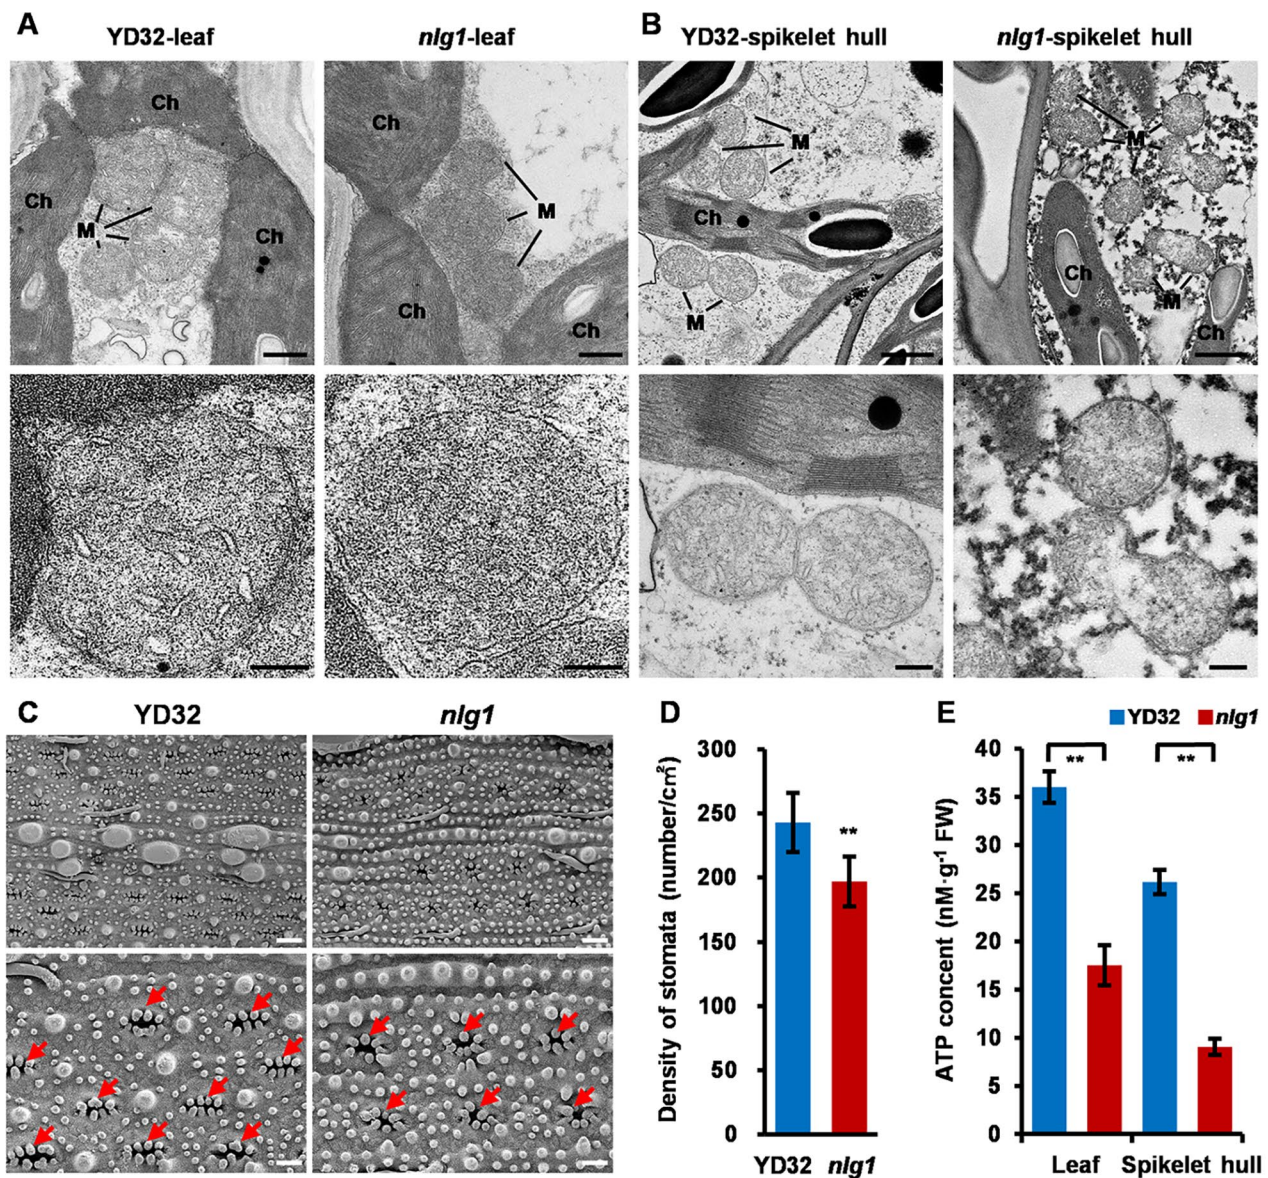 A
YD32-leaf
nlg1-leaf
B
YD32-spikelet hull
nlg1-spikelet hull
Ch
Ch
M
Ch
Ch
M
Ch
Ch
M
Ch
M
M
Ch
M
Ch
C
YD32
nlg1
D
Density of stomata (number/cm²)
300
250
200
150
100
50
0
**
YD32
nlg1
E
YD32
nlg1
ATP concent (nM·g⁻¹ FW)
40
35
30
25
20
15
10
5
0
**
**
Leaf
Spikelet hull